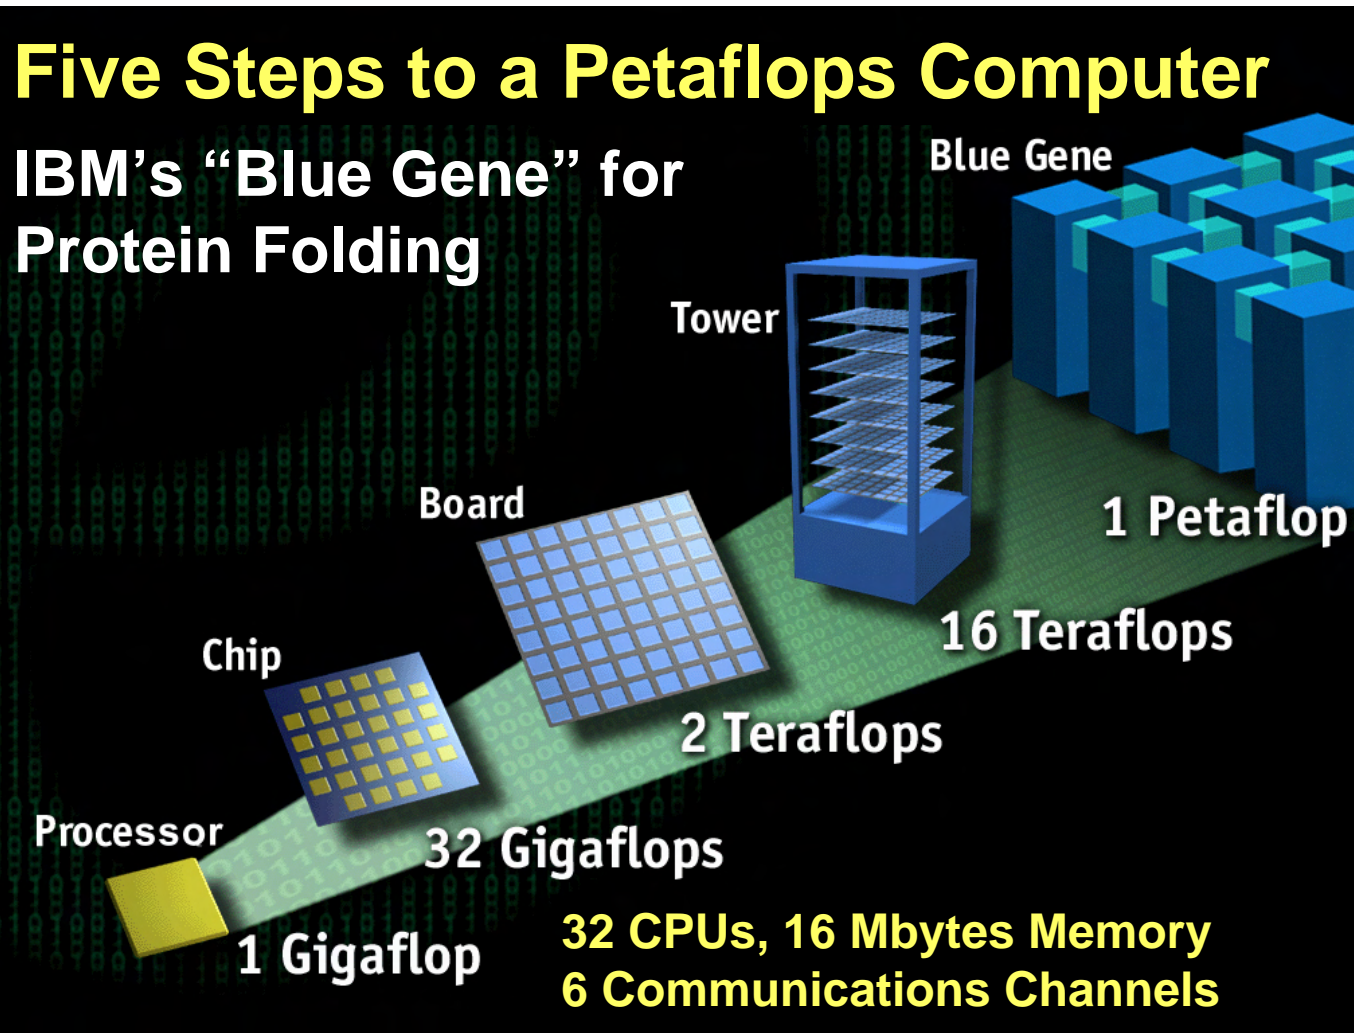 Five Steps to a Petaflops Computer
IBM’s “Blue Gene” for
Protein Folding
Blue Gene
Tower
1 Petaflop
Board
16 Teraflops
Chip
2 Teraflops
Processor
32 Gigaflops
1 Gigaflop
32 CPUs, 16 Mbytes Memory
6 Communications Channels